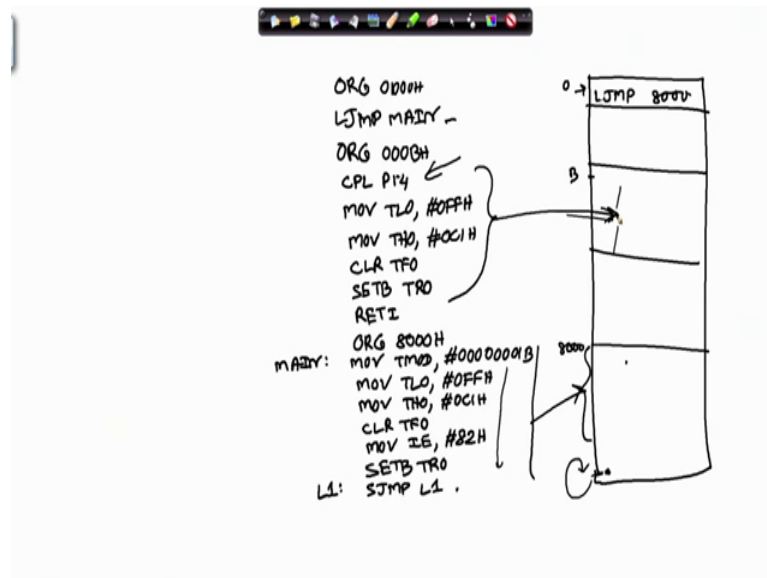 ORG 0000H
LJMP MAIN
ORG 000BH
CPL P1.4
MOV TL0, #0FFH
MOV TH0, #0C1H
CLR TF0
SETB TR0
RETI
ORG 8000H
MAIN: MOV TMOD, #00000001B
MOV TL0, #0FFH
MOV TH0, #0C1H
CLR TF0
MOV IE, #82H
SETB TR0
L1: SJMP L1.
0
LJMP 8000
B
8000